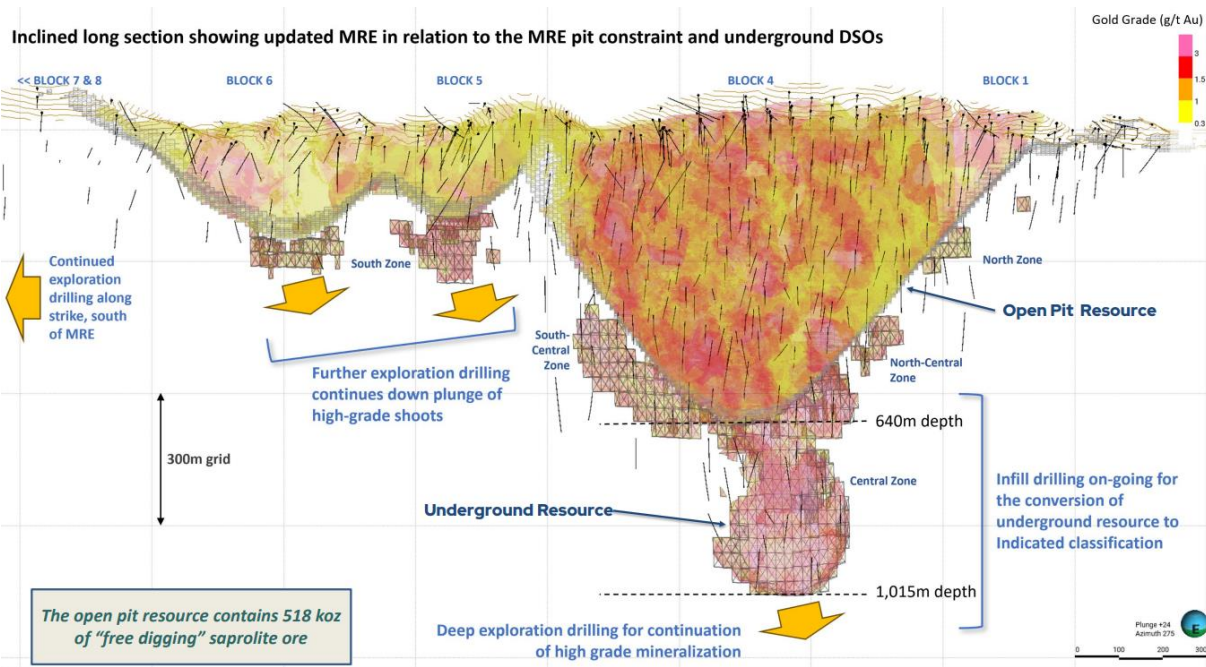 Inclined long section showing updated MRE in relation to the MRE pit constraint and underground DSOs
Gold Grade (g/t Au)
3
1.5
1
0.3
<< BLOCK 7 & 8
BLOCK 6
BLOCK 5
BLOCK 4
BLOCK 1
Continued
exploration
drilling along
strike, south
of MRE
South Zone
North Zone
Open Pit Resource
South-
Central
Zone
North-Central
Zone
Further exploration drilling
continues down plunge of
high-grade shoots
640m depth
300m grid
Central Zone
Infill drilling on-going for
the conversion of
underground resource to
Indicated classification
Underground Resource
1,015m depth
The open pit resource contains 518 koz
of “free digging” saprolite ore
Deep exploration drilling for continuation
of high grade mineralization
Plunge +24
Azimuth 275
E
0 100 200 300